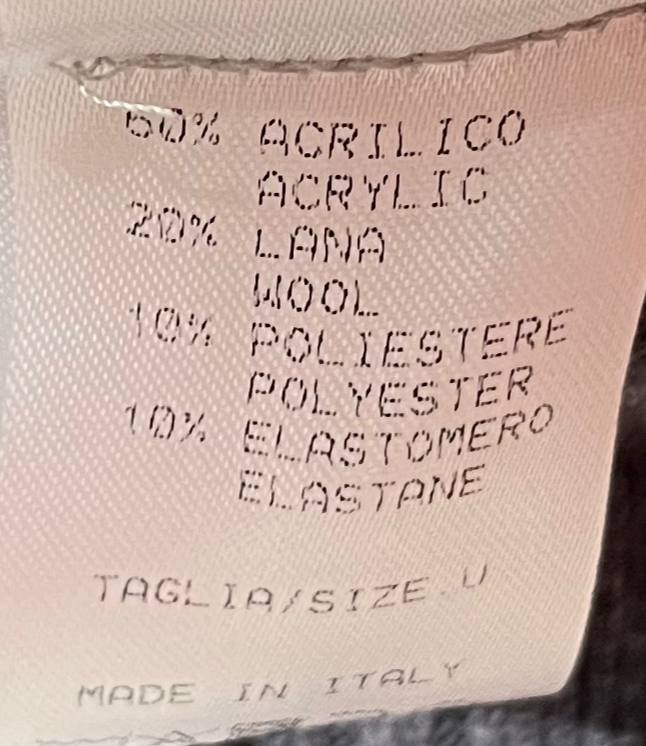 60% ACRILICO
ACRYLIC
20% LANA
WOOL
10% POLIESTERE
POLYESTER
10% ELASTOMERO
ELASTANE
TAGLIA/SIZE.U
MADE IN ITALY